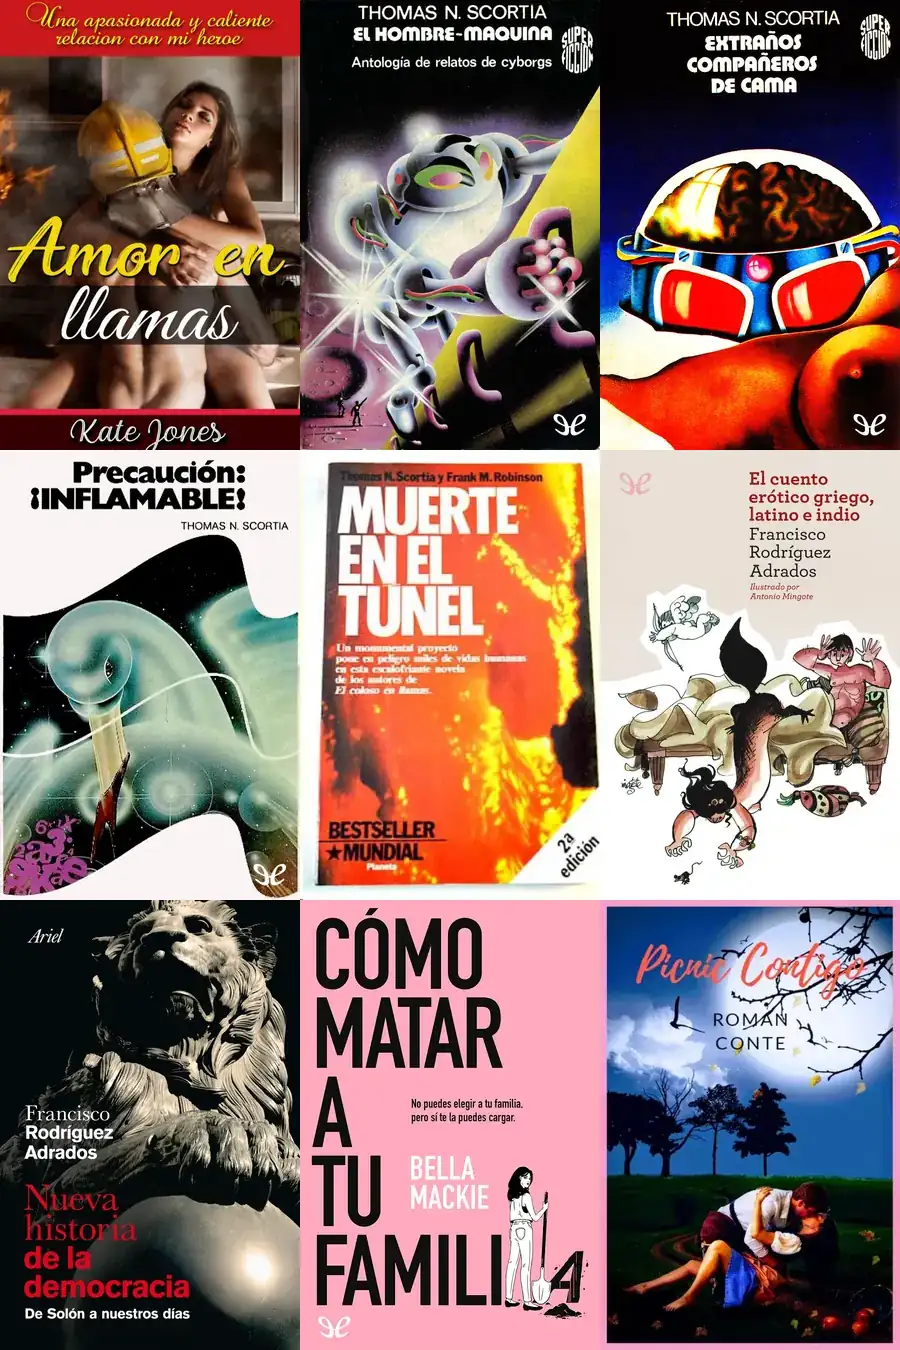 Una apasionada y caliente
relacion con mi heroe
Amor en
llamas
Kate Jones
THOMAS N. SCORTIA
EL HOMBRE-MAQUINA
Antología de relatos de cyborgs
SUPER
FICCION
THOMAS N. SCORTIA
EXTRAÑOS
COMPAÑEROS
DE CAMA
SUPER
FICCION
Precaución:
¡INFLAMABLE!
THOMAS N. SCORTIA
Thomas N. Scortia y Frank M. Robinson
MUERTE
EN EL
TUNEL
Un monumental proyecto
pone en peligro miles de vidas humanas
en esta escalofriante novela
de los autores de
El coloso en llamas.
BESTSELLER
★MUNDIAL
Planeta
2a
edición
El cuento
erótico griego,
latino e indio
Francisco
Rodríguez
Adrados
Ilustrado por
Antonio Mingote
mingote
Ariel
Francisco
Rodríguez
Adrados
Nueva
historia
de la
democracia
De Solón a nuestros días
CÓMO
MATAR
A
TU
FAMILIA
No puedes elegir a tu familia.
pero sí te la puedes cargar.
BELLA
MACKIE
Picnic Contigo
ROMAN
CONTE